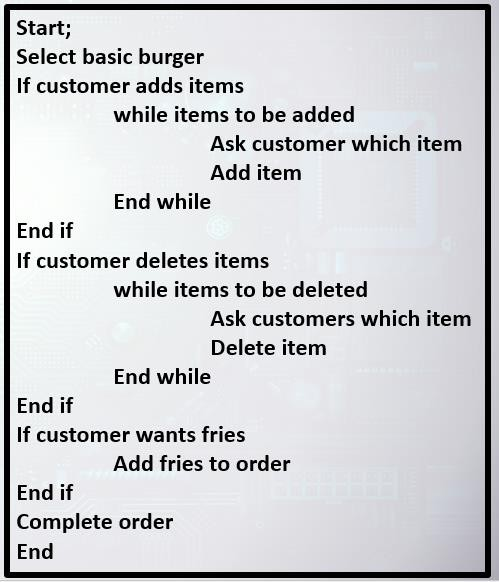 Start;
Select basic burger
If customer adds items
while items to be added
Ask customer which item
Add item
End while
End if
If customer deletes items
while items to be deleted
Ask customers which item
Delete item
End while
End if
If customer wants fries
Add fries to order
End if
Complete order
End